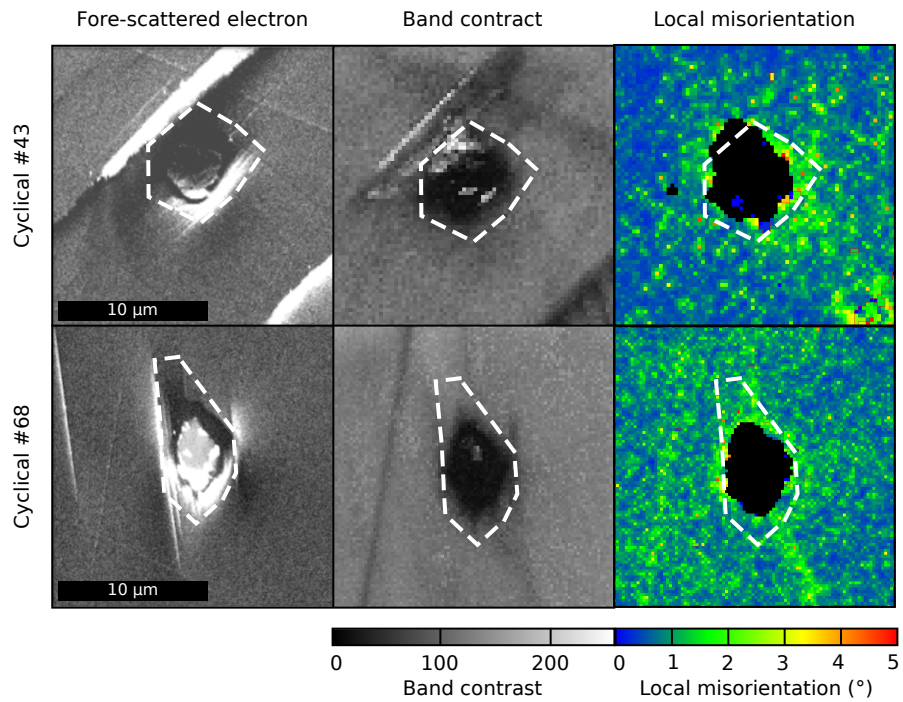 Fore-scattered electron
Band contract
Local misorientation
Cyclical #43
10 µm
Cyclical #68
10 µm
0 100 200
Band contrast
0 1 2 3 4 5
Local misorientation (°)